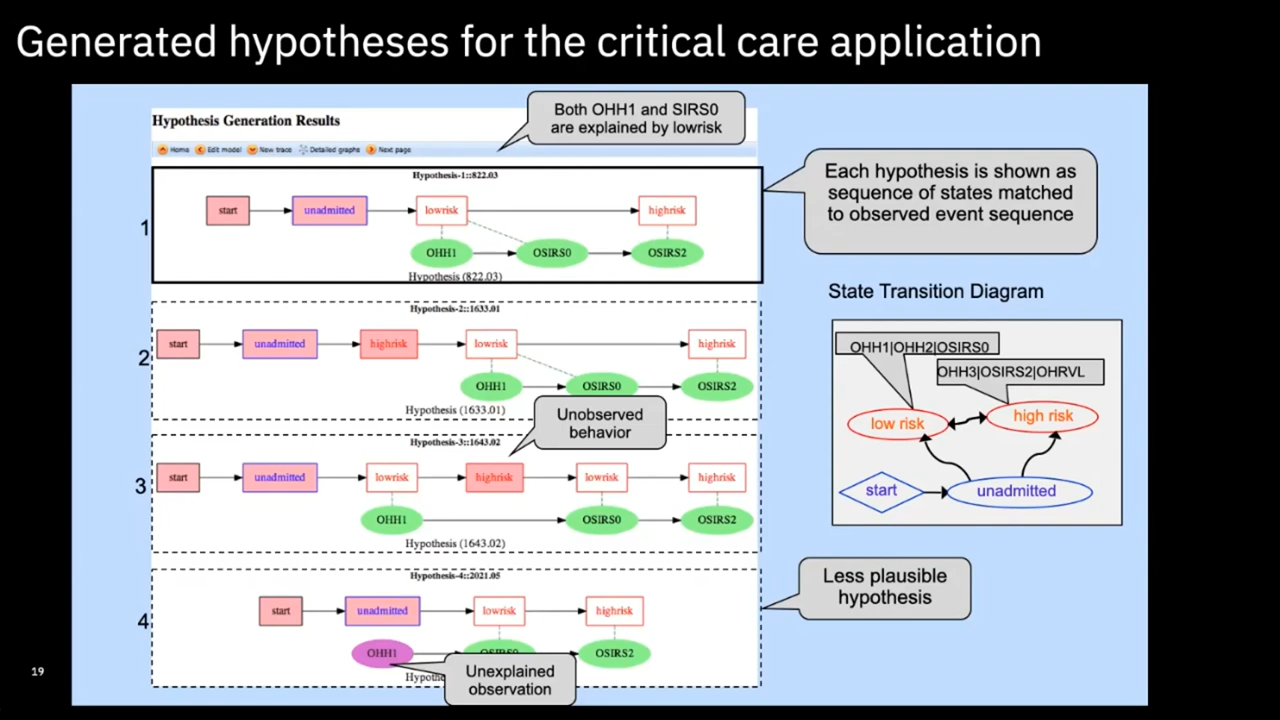 Generated hypotheses for the critical care application
Both OHH1 and SIRS0
are explained by lowrisk
Hypothesis Generation Results
Home Edit model New trace Detailed graphs Next page
Each hypothesis is shown as
sequence of states matched
to observed event sequence
1
Hypothesis-1::822.03
start unadmitted lowrisk highrisk
OHH1 OSIRS0 OSIRS2
Hypothesis (822.03)
2
Hypothesis-2::1633.01
start unadmitted highrisk lowrisk highrisk
OHH1 OSIRS0 OSIRS2
Hypothesis (1633.01)
Unobserved
behavior
3
Hypothesis-3::1643.02
start unadmitted lowrisk highrisk lowrisk highrisk
OHH1 OSIRS0 OSIRS2
Hypothesis (1643.02)
4
Hypothesis-4::2021.05
start unadmitted lowrisk highrisk
OHH1 OSIRS0 OSIRS2
Unexplained
observation
State Transition Diagram
OHH1|OHH2|OSIRS0
OHH3|OSIRS2|OHRVL
low risk high risk
start unadmitted
Less plausible
hypothesis
19